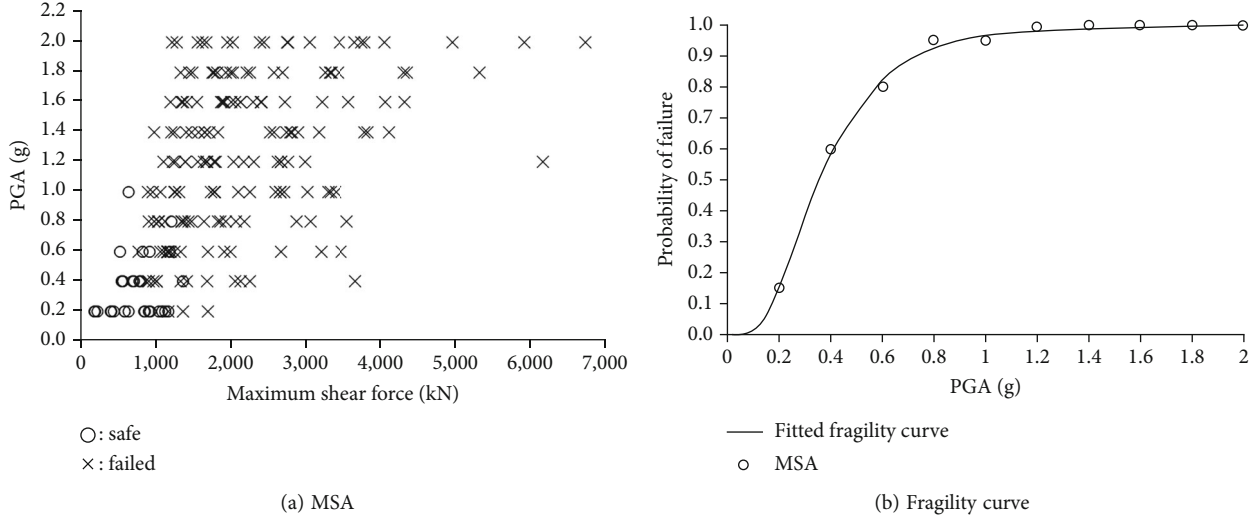 2.2
2.0
1.8
1.6
1.4
1.2
1.0
0.8
0.6
0.4
0.2
0.0
PGA (g)
0 1,000 2,000 3,000 4,000 5,000 6,000 7,000
Maximum shear force (kN)
: safe
: failed
(a) MSA
1.0
0.9
0.8
0.7
0.6
0.5
0.4
0.3
0.2
0.1
0.0
Probability of failure
0 0.2 0.4 0.6 0.8 1 1.2 1.4 1.6 1.8 2
PGA (g)
Fitted fragility curve
MSA
(b) Fragility curve